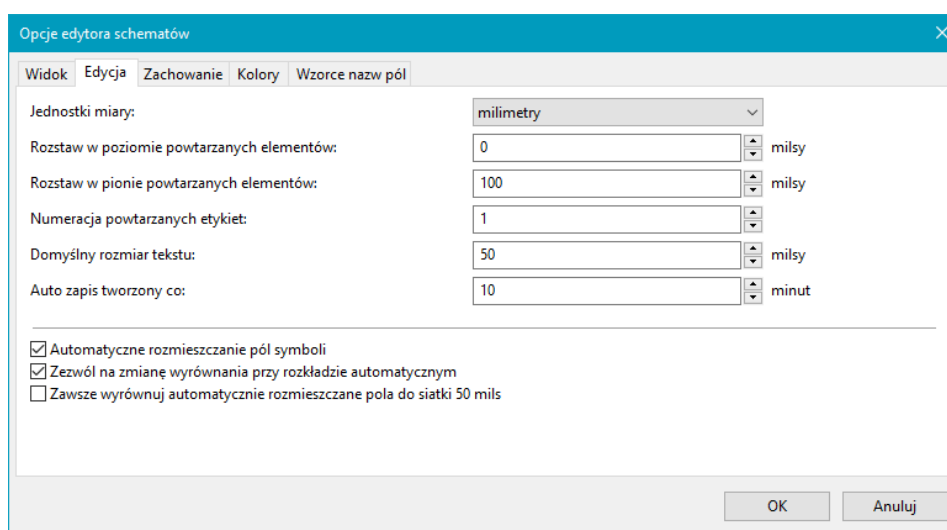 Opcje edytora schematów
Widok Edycja Zachowanie Kolory Wzorce nazw pól
Jednostki miary: milimetry
Rozstaw w poziomie powtarzanych elementów: 0 milsy
Rozstaw w pionie powtarzanych elementów: 100 milsy
Numeracja powtarzanych etykiet: 1
Domyślny rozmiar tekstu: 50 milsy
Auto zapis tworzony co: 10 minut
Automatyczne rozmieszczanie pól symboli
Zezwól na zmianę wyrównania przy rozkładzie automatycznym
Zawsze wyrównuj automatycznie rozmieszczane pola do siatki 50 mils
OK Anuluj